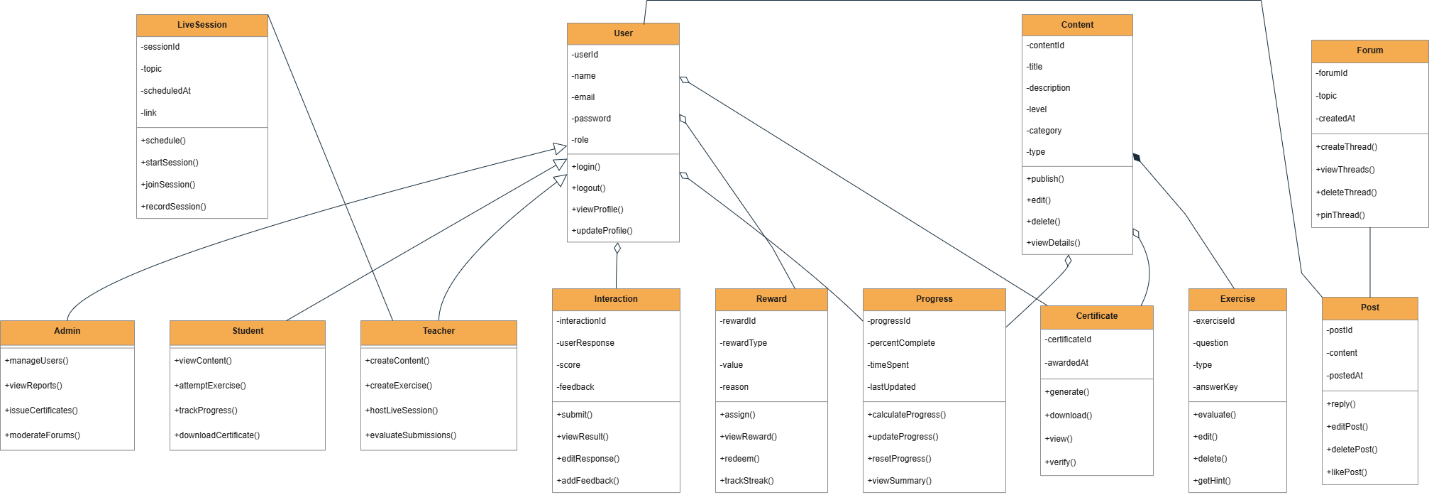 LiveSession
-sessionId
-topic
-scheduledAt
-link
+schedule()
+startSession()
+joinSession()
+recordSession()
User
-userId
-name
-email
-password
-role
+login()
+logout()
+viewProfile()
+updateProfile()
Content
-contentId
-title
-description
-level
-category
-type
+publish()
+edit()
+delete()
+viewDetails()
Forum
-forumId
-topic
-createdAt
+createThread()
+viewThreads()
+deleteThread()
+pinThread()
Admin
+manageUsers()
+viewReports()
+issueCertificates()
+moderateForums()
Student
+viewContent()
+attemptExercise()
+trackProgress()
+downloadCertificate()
Teacher
+createContent()
+createExercise()
+hostLiveSession()
+evaluateSubmissions()
Interaction
-interactionId
-userResponse
-score
-feedback
+submit()
+viewResult()
+editResponse()
+addFeedback()
Reward
-rewardId
-rewardType
-value
-reason
+assign()
+viewReward()
+redeem()
+trackStreak()
Progress
-progressId
-percentComplete
-timeSpent
-lastUpdated
+calculateProgress()
+updateProgress()
+resetProgress()
+viewSummary()
Certificate
-certificateId
-awardedAt
+generate()
+download()
+view()
+verify()
Exercise
-exerciseId
-question
-type
-answerKey
+evaluate()
+edit()
+delete()
+getHint()
Post
-postId
-content
-postedAt
+reply()
+editPost()
+deletePost()
+likePost()